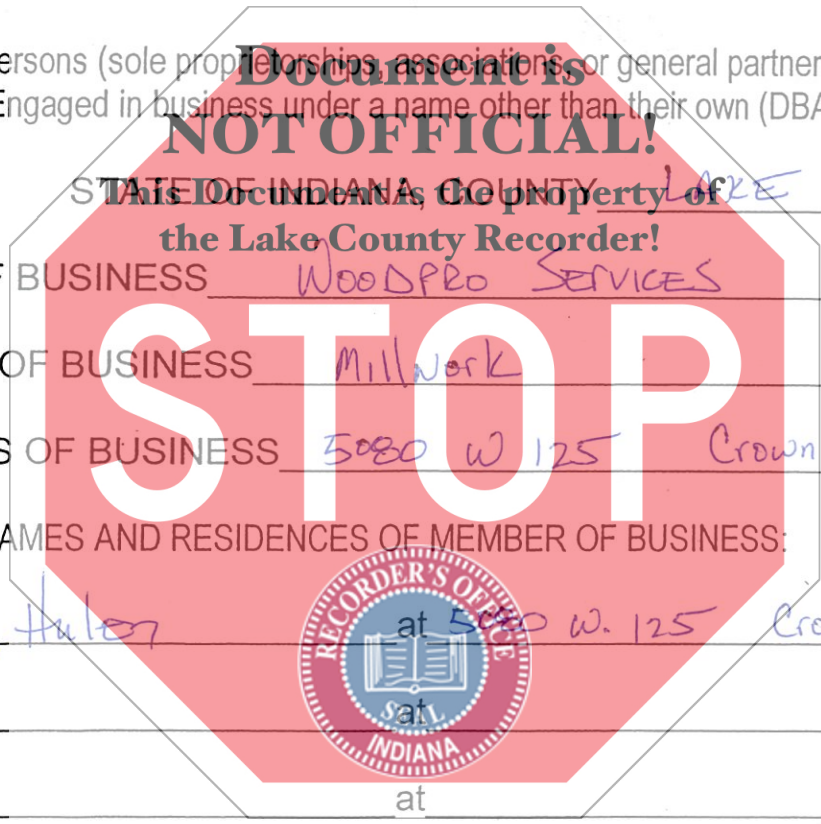 ersons (sole proprietorships, associations, or general partner
Document is
Engaged in business under a name other than their own (DBA
NOT OFFICIAL!
STATE OF INDIANA, COUNTY LAKE
This Document is the property of
the Lake County Recorder!
F BUSINESS WOODPRO SERVICES
STOP
OF BUSINESS Millwork
S OF BUSINESS 5080 W 125 Crown
AMES AND RESIDENCES OF MEMBER OF BUSINESS:
RECORDER'S OFFICE
at 5080 W. 125 Cro
SEAL
at
INDIANA
at